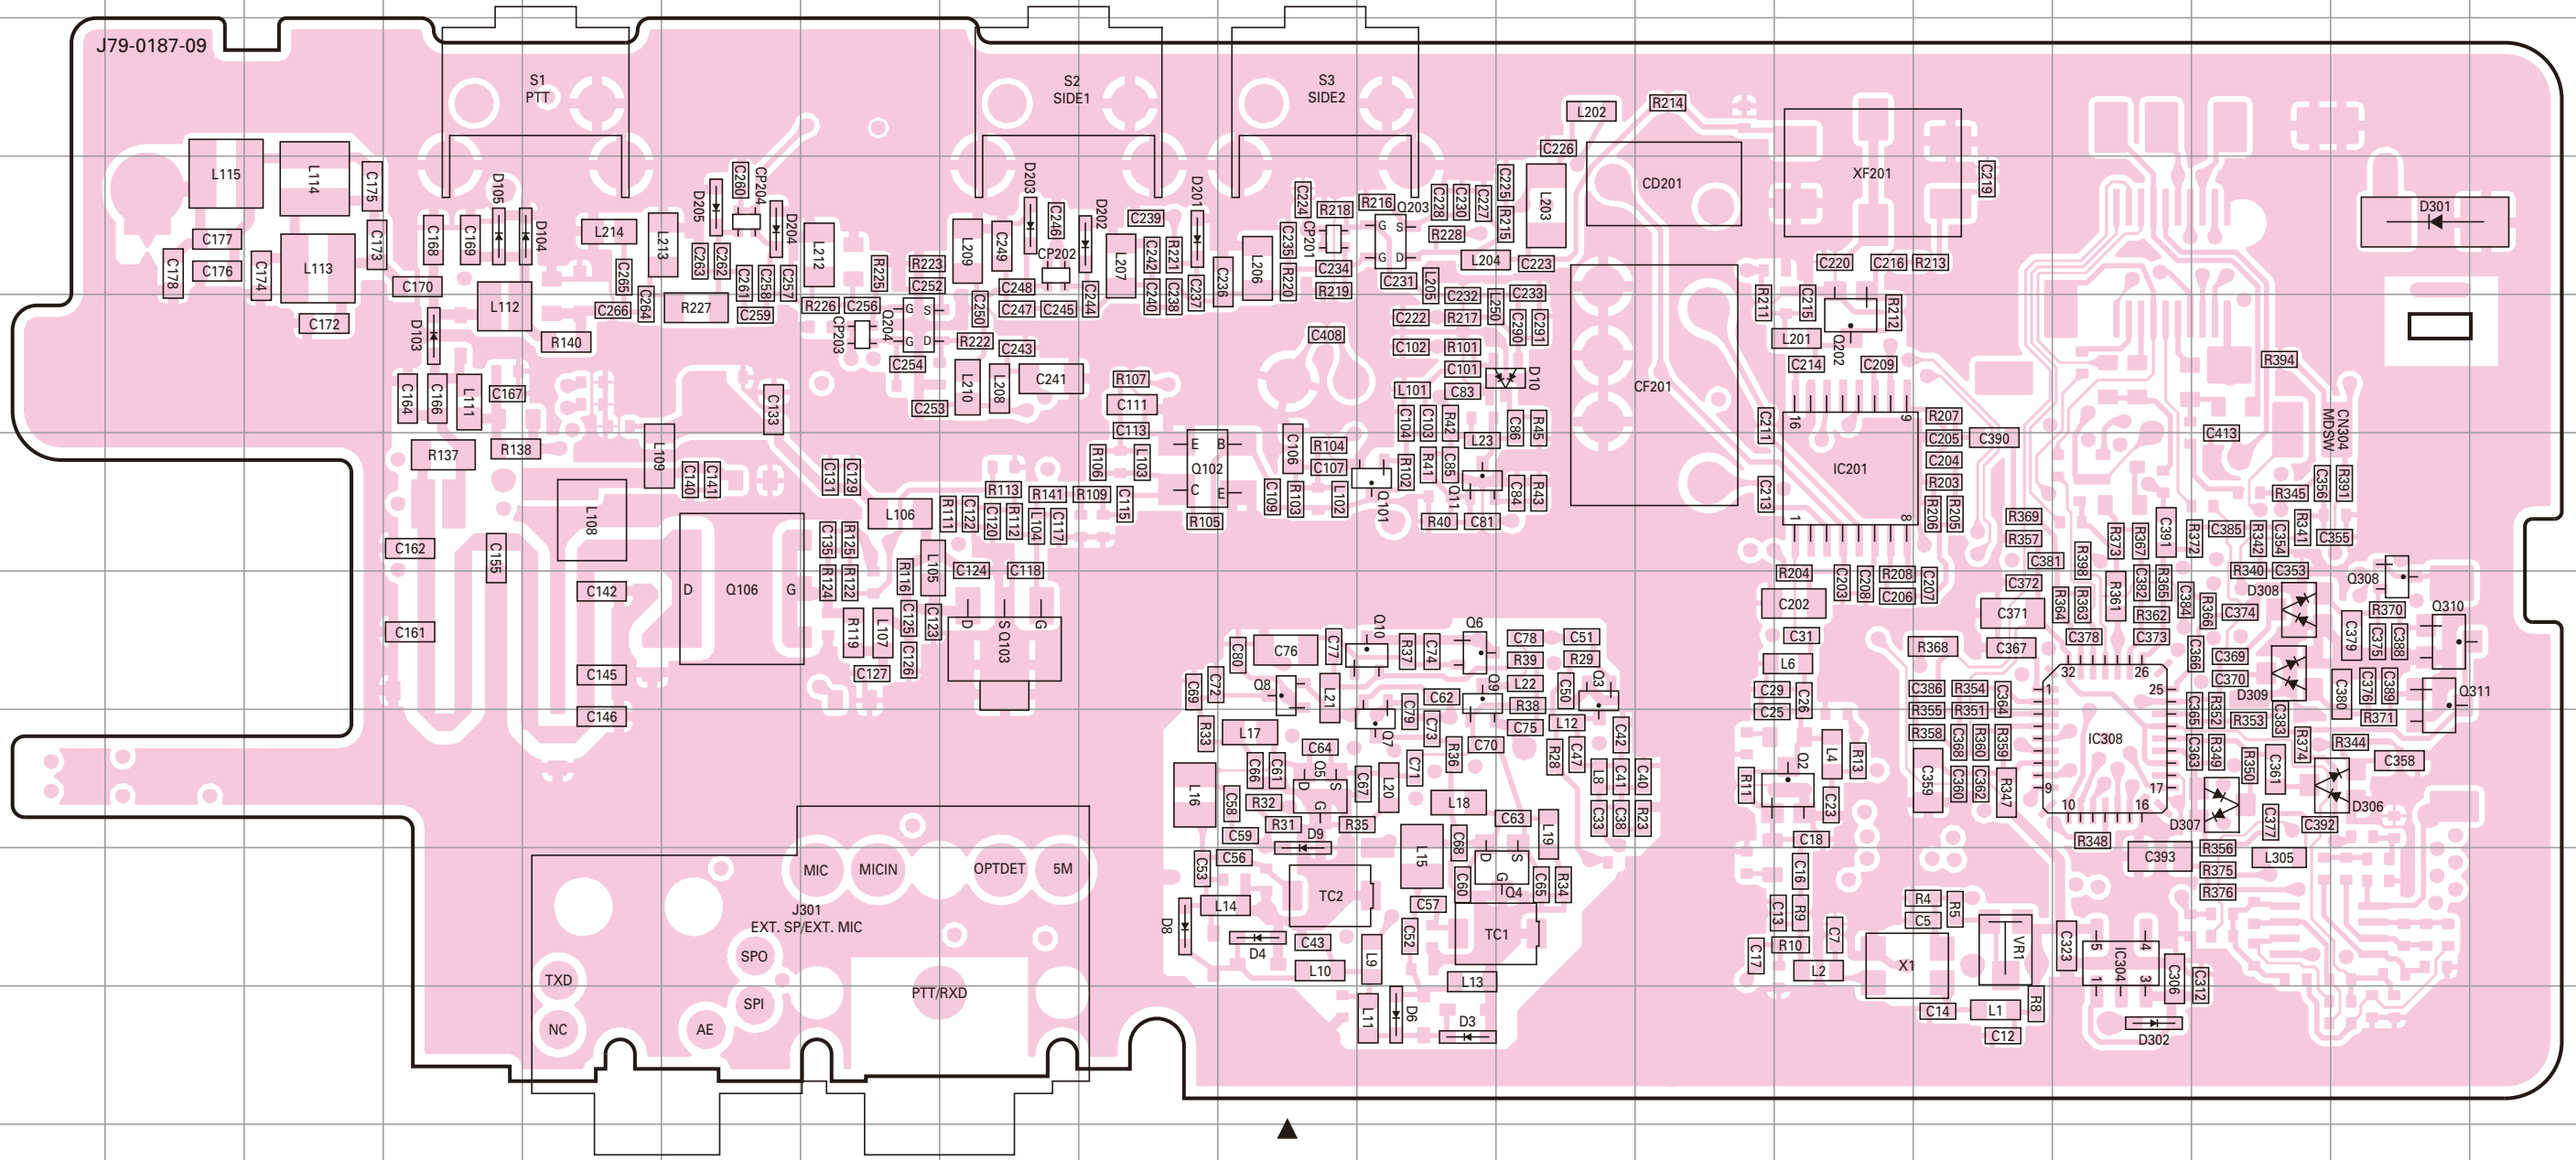 J79-0187-09
S1
PTT
S2
SIDE1
S3
SIDE2
L202
R214
C226
L115
L114
C175
D105
D205
C260
CP204
D203
D202
D201
C224
R218
R216
Q203
C228
C230
C227
C225
R215
L203
CD201
XF201
C219
D301
C177
C176
C178
C174
L113
C173
C168
C169
D104
L214
L213
C263
C262
D204
L212
R225
R223
C252
L209
C249
C246
CP202
C239
L207
C242
R221
L206
C235
CP201
C234
R220
R219
G
S
G
D
R228
L204
C223
C231
L205
C220
C216
R213
C170
C172
L112
C265
C264
C266
R227
C261
C258
C257
C259
R226
C256
CP203
Q204
G
S
G
D
C250
C248
C247
C245
C244
R222
C243
C240
C238
C237
C236
C232
L250
C233
C222
R217
C290
C291
R211
C215
R212
L201
Q202
D103
R140
C408
C102
R101
C254
C214
C209
R394
C164
C166
L111
C167
C133
C253
L210
L208
C241
R107
C111
C113
L101
C101
C83
D10
CF201
C104
C103
R42
L23
C86
R45
C211
16
9
IC201
1
8
R207
C205
C204
R203
C390
C413
CN304
MDSW
R137
R138
L109
C140
C141
C131
C129
R106
L103
E
B
Q102
C
E
C106
R104
C107
R102
R41
C85
Q11
C84
R43
C213
R206
R205
C356
R391
L108
L106
R113
R111
C122
C120
R112
R141
L104
C117
R109
C115
R105
C109
R103
L102
Q101
R40
C81
R345
C162
C155
C135
R125
R124
R122
R116
L105
C124
C118
R204
C203
C208
R208
C206
C207
C202
R369
R357
C381
C372
R398
R373
R367
C391
R372
C385
R342
C354
R341
C355
R340
C353
C142
D
Q106
G
C161
R119
L107
C125
C123
C126
C127
D
S
Q103
G
C145
C146
C371
R364
R363
R361
C382
R365
R362
C384
R366
C374
D308
Q308
R370
Q310
C80
C76
C77
Q10
R37
C74
Q6
C78
C51
R39
R29
C31
R368
C367
C378
C373
C366
C369
C370
D309
C379
C375
C388
L6
C69
C72
Q8
L21
C62
Q9
L22
R38
C50
Q3
C29
C26
C25
C386
R354
C364
R355
R351
1
32
26
25
IC308
9
10
16
17
C365
R352
R353
C383
C380
C376
C389
R371
Q311
R33
L17
C64
Q7
C79
C73
C70
C75
L12
C42
R358
C368
R360
R359
C363
R349
R350
C361
R374
R344
C358
L16
C66
C61
Q5
D
S
G
C67
L20
C71
R36
R28
C47
L8
C41
C40
R11
Q2
L4
R13
C359
C360
C362
R347
C58
R32
R31
C59
D9
R35
L18
C63
L19
C33
C38
R23
C23
C18
R348
D307
C377
C392
D306
C56
C53
L15
C68
D
S
G
Q4
C60
C65
R34
C16
C393
R356
R375
R376
L305
MIC
MICIN
OPTDET
5M
J301
EXT. SP/EXT. MIC
L14
TC2
C57
D8
D4
C43
L10
L9
C52
TC1
L13
C13
R9
R10
C17
C7
L2
R4
C5
R5
X1
VR1
C323
5
4
IC304
1
3
C306
C312
TXD
SPO
SPI
PTT/RXD
NC
AE
L11
D6
D3
C14
L1
R8
C12
D302